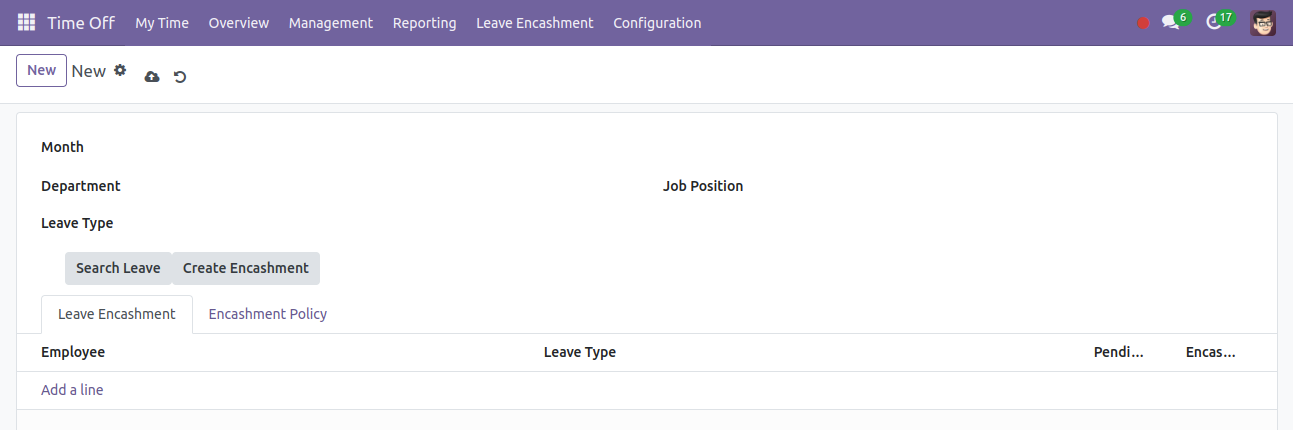 Time Off My Time Overview Management Reporting Leave Encashment Configuration 6 17
New New
Month
Department Job Position
Leave Type
Search Leave Create Encashment
Leave Encashment Encashment Policy
Employee Leave Type Pendi... Encas...
Add a line